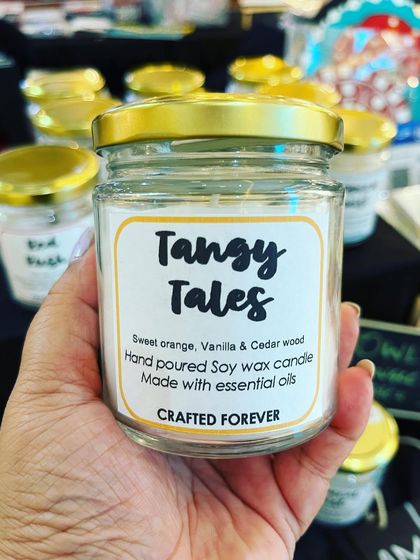 Tangy
Tales
Sweet orange, Vanilla & Cedar wood
Hand poured Soy wax candle
Made with essential oils
CRAFTED FOREVER